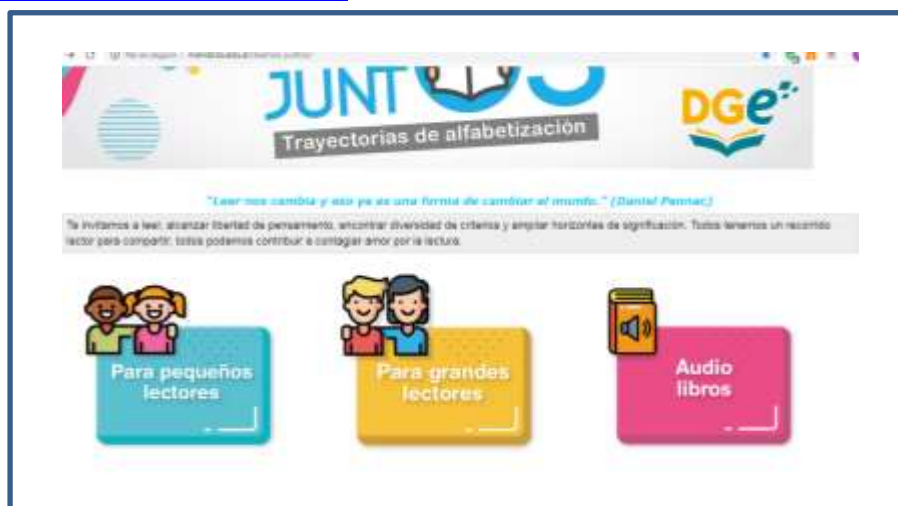 JUNT S
Trayectorias de alfabetización
DGe
"Leer nos cambia y eso ya es una forma de cambiar el mundo." (Daniel Pennac)
Te invitamos a leer, alcanzar libertad de pensamiento, encontrar diversidad de criterios y ampliar horizontes de significación. Todos tenemos un recorrido
lector para compartir, todos podemos contribuir a contagiar amor por la lectura.
Para pequeños
lectores
Para grandes
lectores
Audio
libros